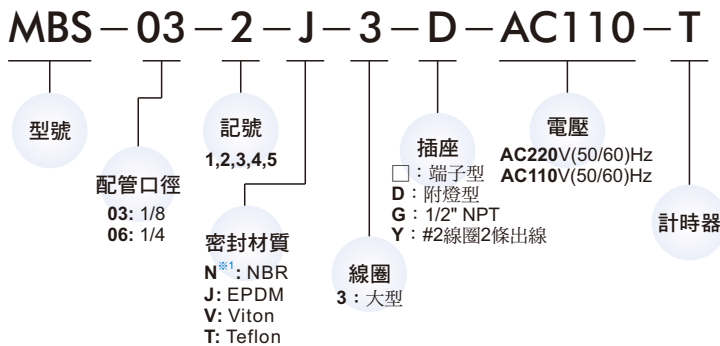 MBS－03－2－J－3－D－AC110－T
型號
配管口徑
03: 1/8
06: 1/4
記號
1,2,3,4,5
密封材質
N※1: NBR
J: EPDM
V: Viton
T: Teflon
線圈
3：大型
插座
□：端子型
D：附燈型
G：1/2" NPT
Y：#2線圈2條出線
電壓
AC220V(50/60)Hz
AC110V(50/60)Hz
計時器